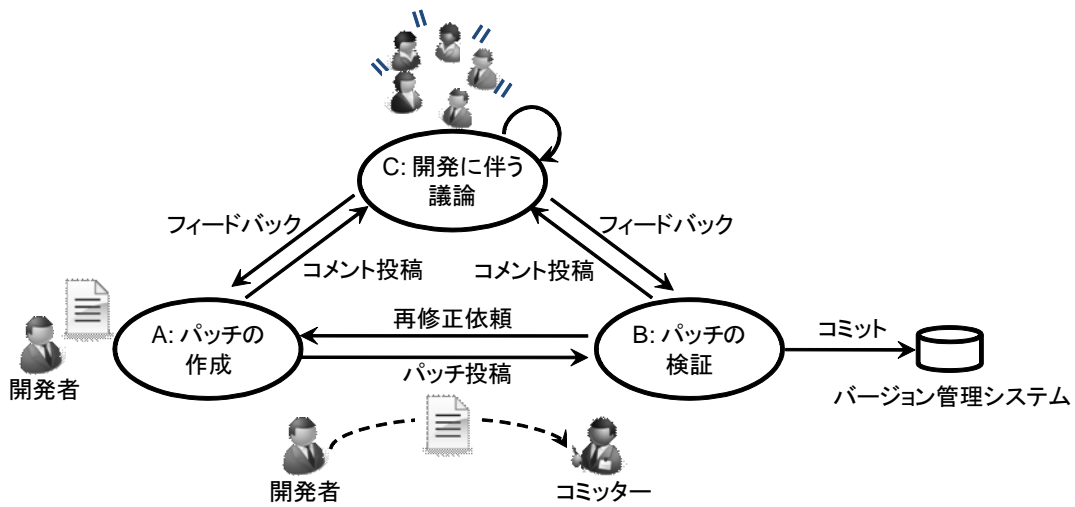 C: 開発に伴う
議論
フィードバック
フィードバック
コメント投稿
コメント投稿
再修正依頼
A: パッチの
作成
B: パッチの
検証
コミット
パッチ投稿
開発者
バージョン管理システム
開発者
コミッター